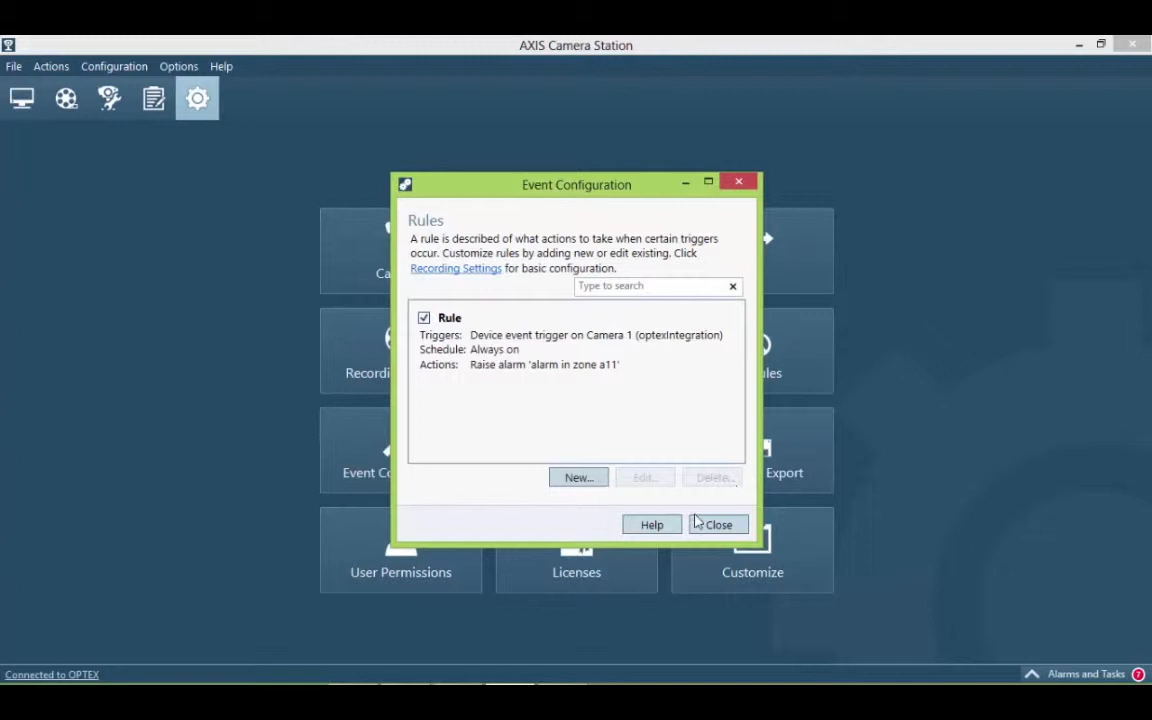 AXIS Camera Station
File Actions Configuration Options Help
Event Configuration
Rules
A rule is described of what actions to take when certain triggers
occur. Customize rules by adding new or edit existing. Click
Recording Settings for basic configuration.
Type to search
Rule
Triggers: Device event trigger on Camera 1 (optexIntegration)
Schedule: Always on
Actions: Raise alarm 'alarm in zone a11'
New... Edit... Delete...
Help Close
Ca
Recordi
ules
Event Co
Export
User Permissions
Licenses
Customize
Connected to OPTEX
Alarms and Tasks 7